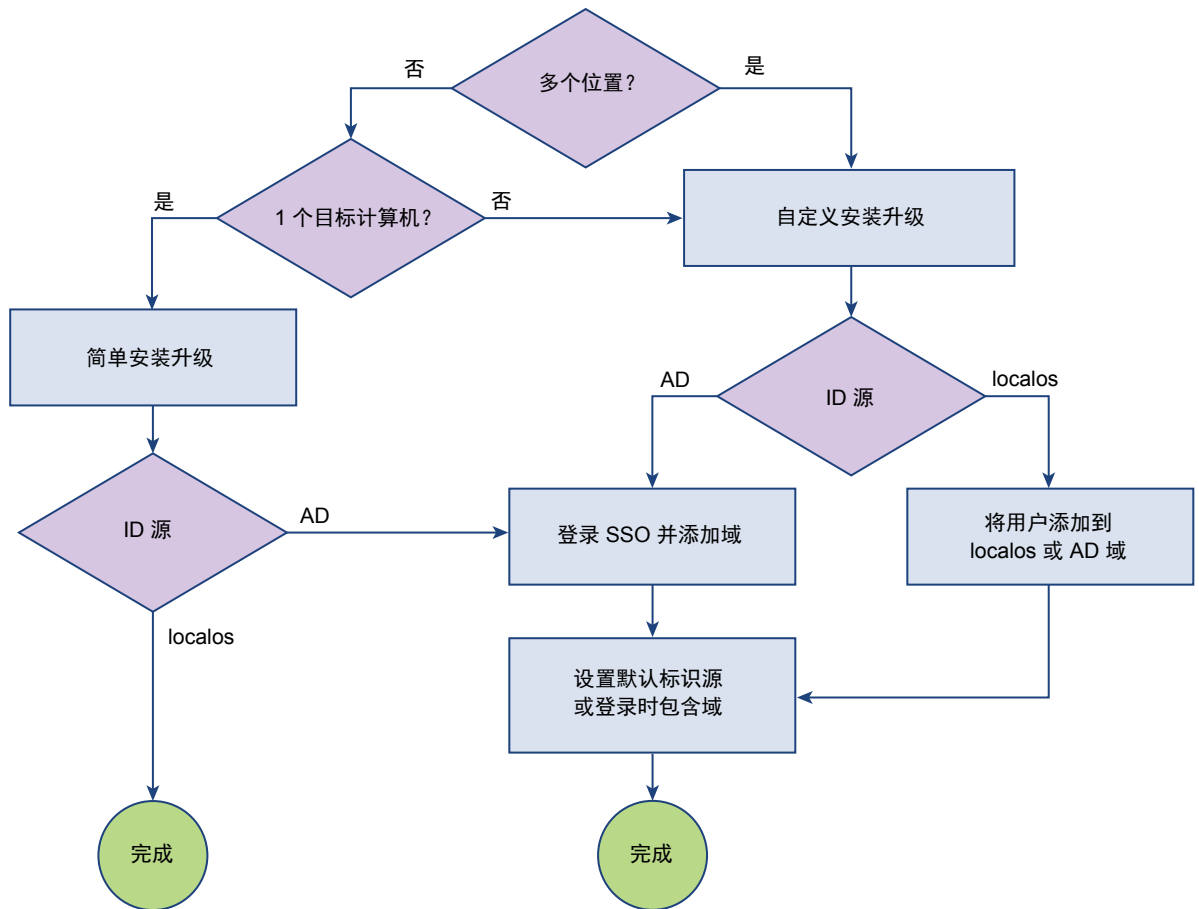 多个位置?
否
是
1 个目标计算机?
是
否
自定义安装升级
简单安装升级
ID 源
AD
localos
ID 源
AD
localos
登录 SSO 并添加域
将用户添加到
localos 或 AD 域
设置默认标识源
或登录时包含域
完成
完成